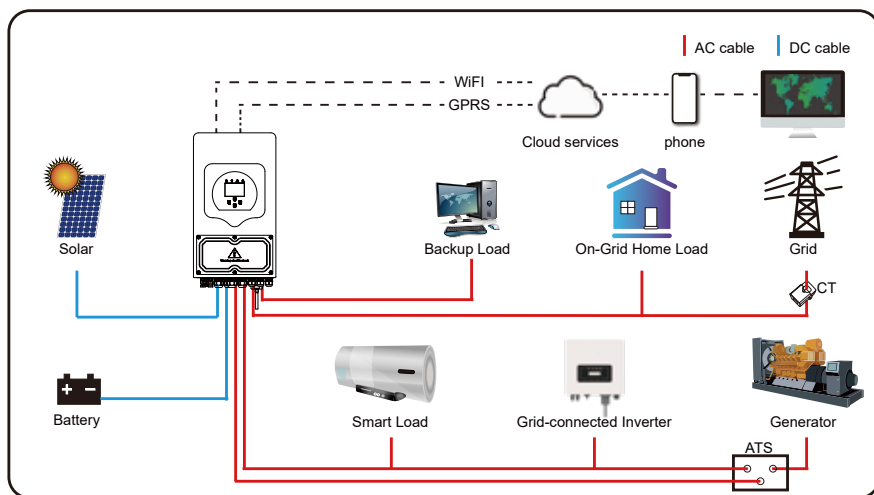 AC cable
DC cable
WiFI
GPRS
Cloud services
phone
Solar
Backup Load
On-Grid Home Load
Grid
CT
Battery
Smart Load
Grid-connected Inverter
Generator
ATS